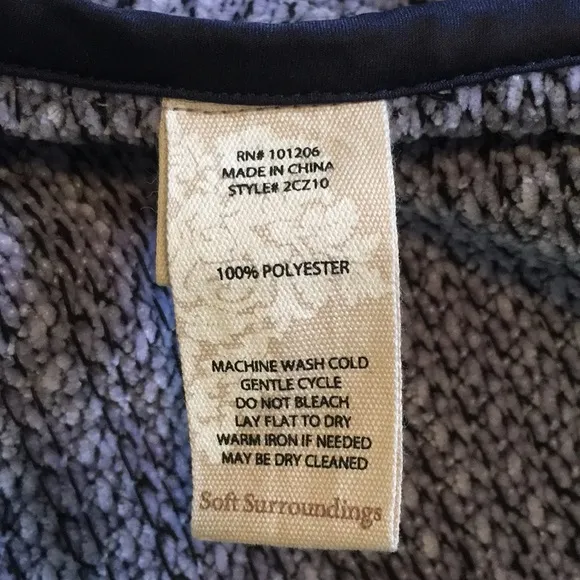 RN# 101206
MADE IN CHINA
STYLE# 2CZ10
100% POLYESTER
MACHINE WASH COLD
GENTLE CYCLE
DO NOT BLEACH
LAY FLAT TO DRY
WARM IRON IF NEEDED
MAY BE DRY CLEANED
Soft Surroundings